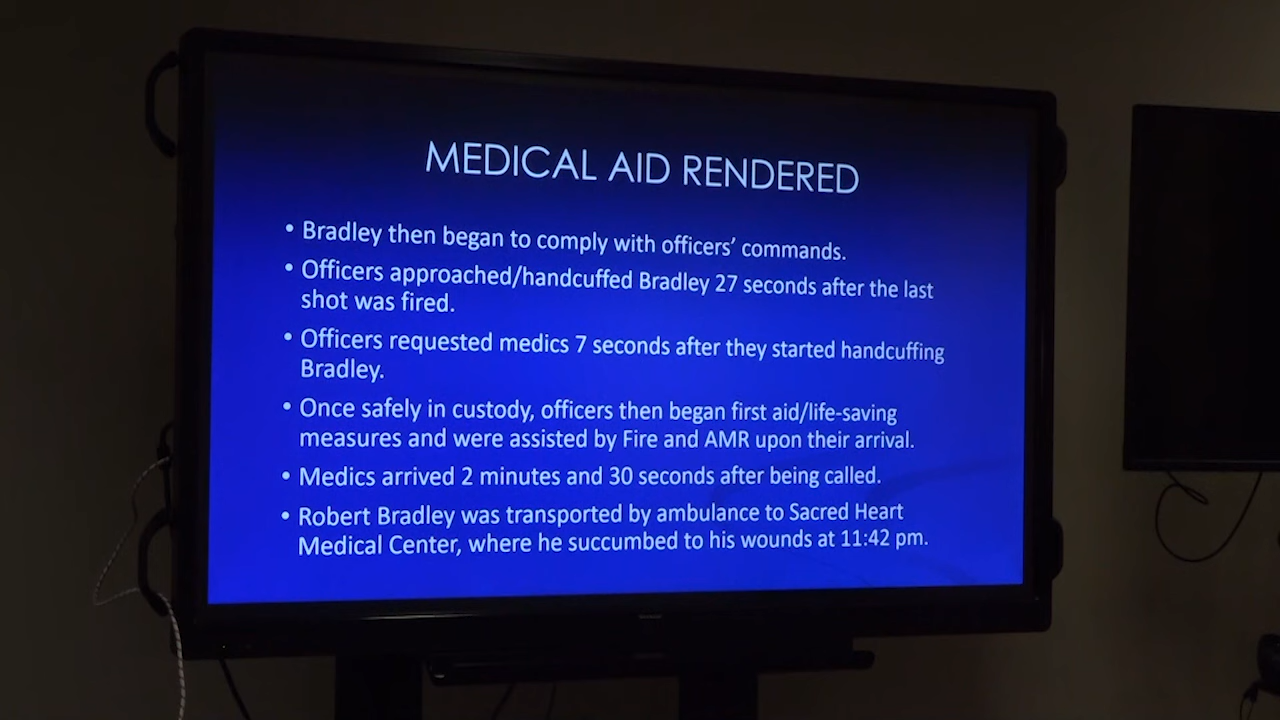 MEDICAL AID RENDERED
• Bradley then began to comply with officers’ commands.
• Officers approached/handcuffed Bradley 27 seconds after the last
shot was fired.
• Officers requested medics 7 seconds after they started handcuffing
Bradley.
• Once safely in custody, officers then began first aid/life-saving
measures and were assisted by Fire and AMR upon their arrival.
• Medics arrived 2 minutes and 30 seconds after being called.
• Robert Bradley was transported by ambulance to Sacred Heart
Medical Center, where he succumbed to his wounds at 11:42 pm.